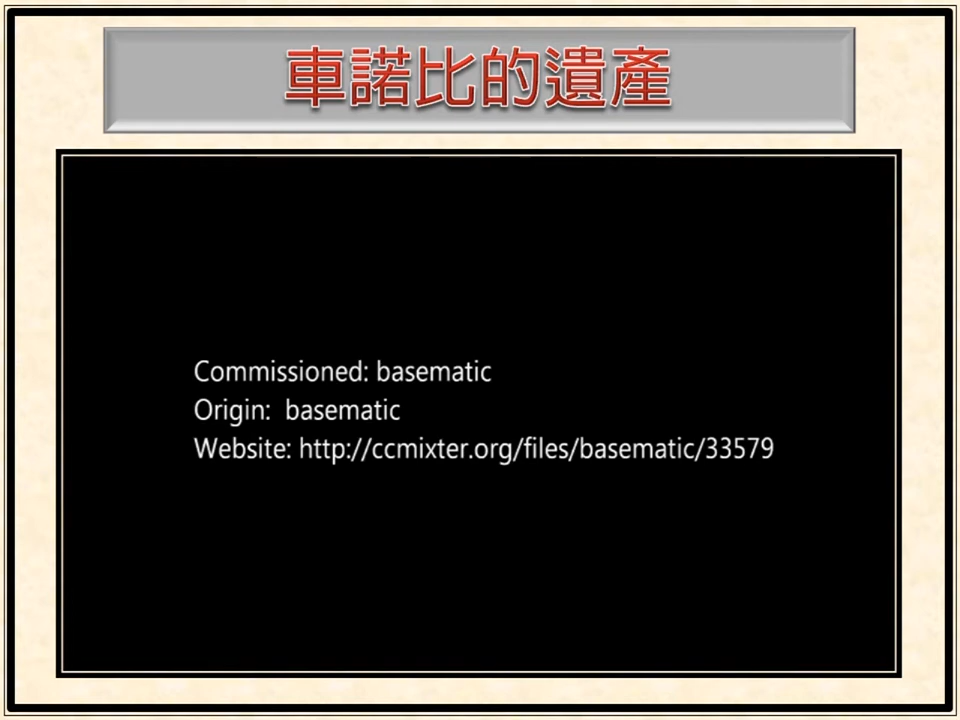 車諾比的遺產
Commissioned: basematic
Origin:  basematic
Website: http://ccmixter.org/files/basematic/33579